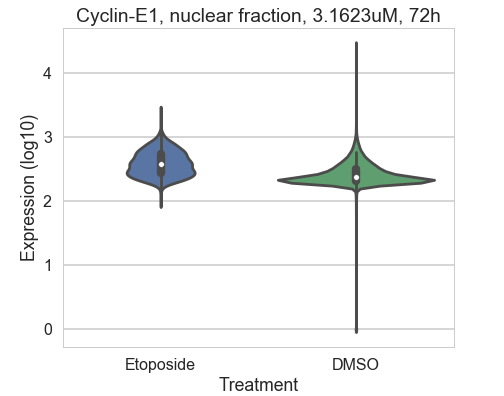 Cyclin-E1, nuclear fraction, 3.1623uM, 72h
Expression (log10)
4
3
2
1
0
Etoposide DMSO
Treatment